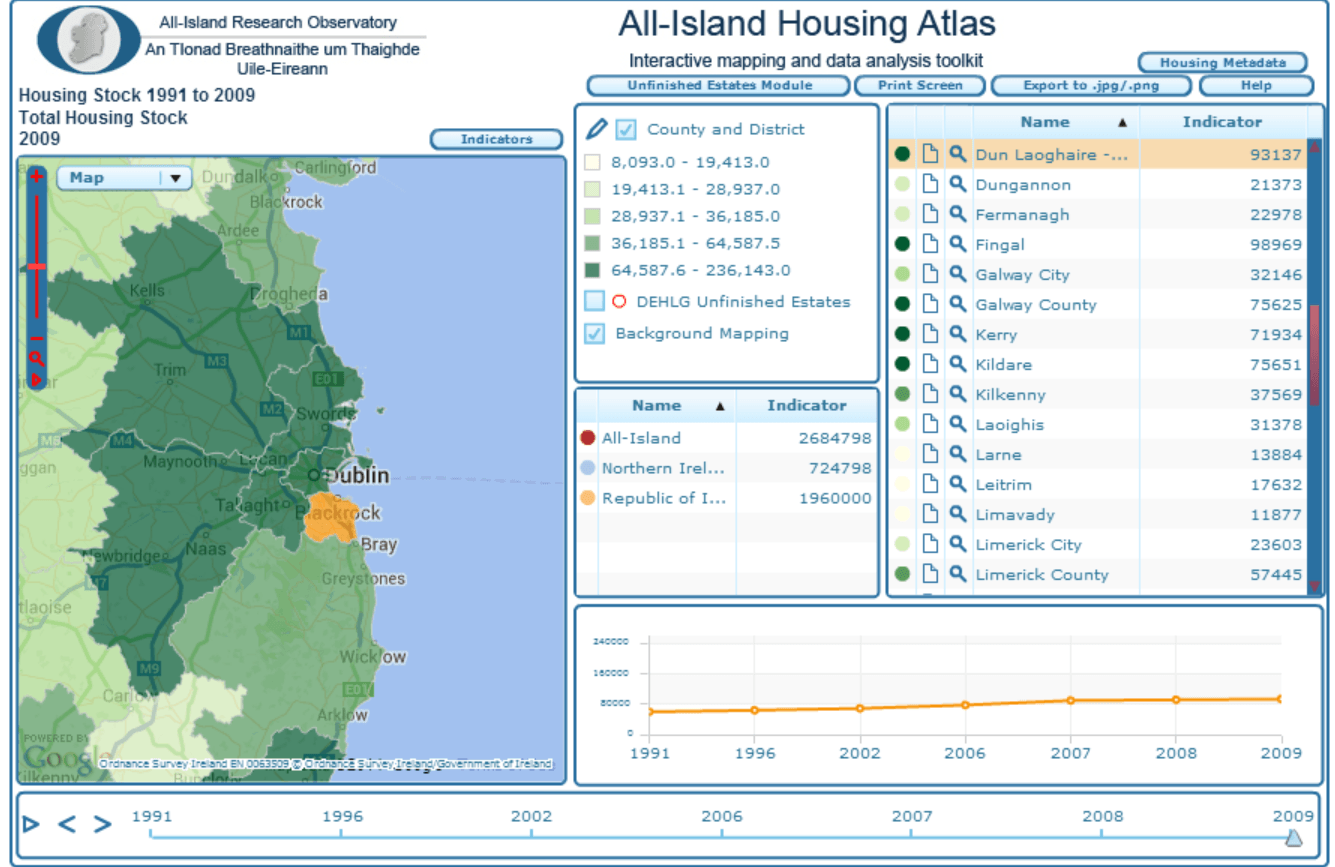 All-Island Research Observatory
An Tlonad Breathnaithe um Thaighde
Uile-Eireann
All-Island Housing Atlas
Interactive mapping and data analysis toolkit
Housing Metadata
Unfinished Estates Module
Print Screen
Export to .jpg/.png
Help
Housing Stock 1991 to 2009
Total Housing Stock
2009
Indicators
Map
Carlingford
Dundalk
Blackrock
Ardee
Kells
Drogheda
M1
M3
Trim
E01
M2
Swords
M4
Maynooth
Lucan
Dublin
Tallaght
Blackrock
Bray
Newbridge
Naas
Greystones
M7
M9
Wicklow
E01
Arklow
POWERED BY
Google
Ordnance Survey Ireland EN 0063509 © Ordnance Survey Ireland/Government of Ireland
County and District
8,093.0 - 19,413.0
19,413.1 - 28,937.0
28,937.1 - 36,185.0
36,185.1 - 64,587.5
64,587.6 - 236,143.0
DEHLG Unfinished Estates
Background Mapping
Name ▲ Indicator
All-Island 2684798
Northern Irel... 724798
Republic of I... 1960000
Name ▲ Indicator
Dun Laoghaire -... 93137
Dungannon 21373
Fermanagh 22978
Fingal 98969
Galway City 32146
Galway County 75625
Kerry 71934
Kildare 75651
Kilkenny 37569
Laoighis 31378
Larne 13884
Leitrim 17632
Limavady 11877
Limerick City 23603
Limerick County 57445
240000
160000
80000
0
1991 1996 2002 2006 2007 2008 2009
1991 1996 2002 2006 2007 2008 2009